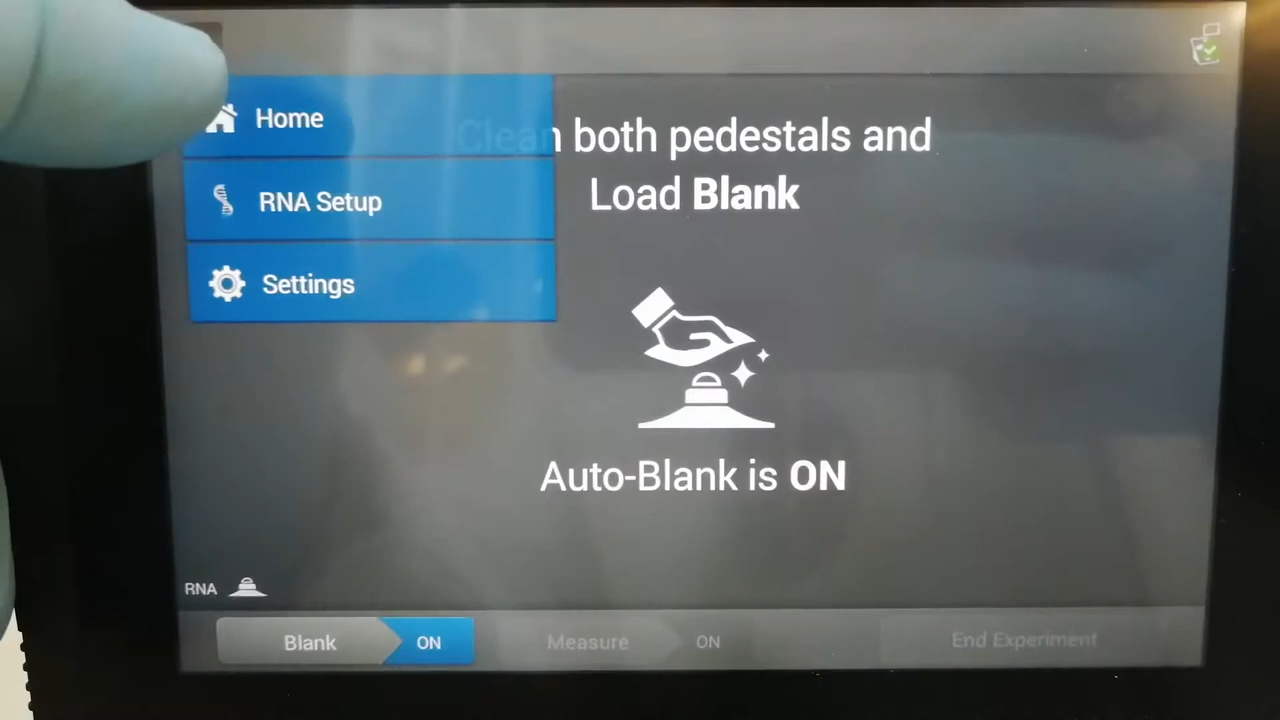 Home
RNA Setup
Settings
Clean both pedestals and
Load Blank
Auto-Blank is ON
RNA
Blank ON Measure ON End Experiment